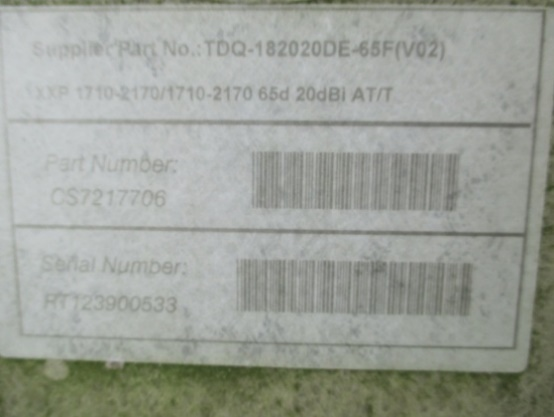 Supplier Part No.:TDQ-182020DE-65F(V02)
XXP 1710-2170/1710-2170 65d 20dBi AT/T
Part Number:
CS7217706
Serial Number:
RT123900533